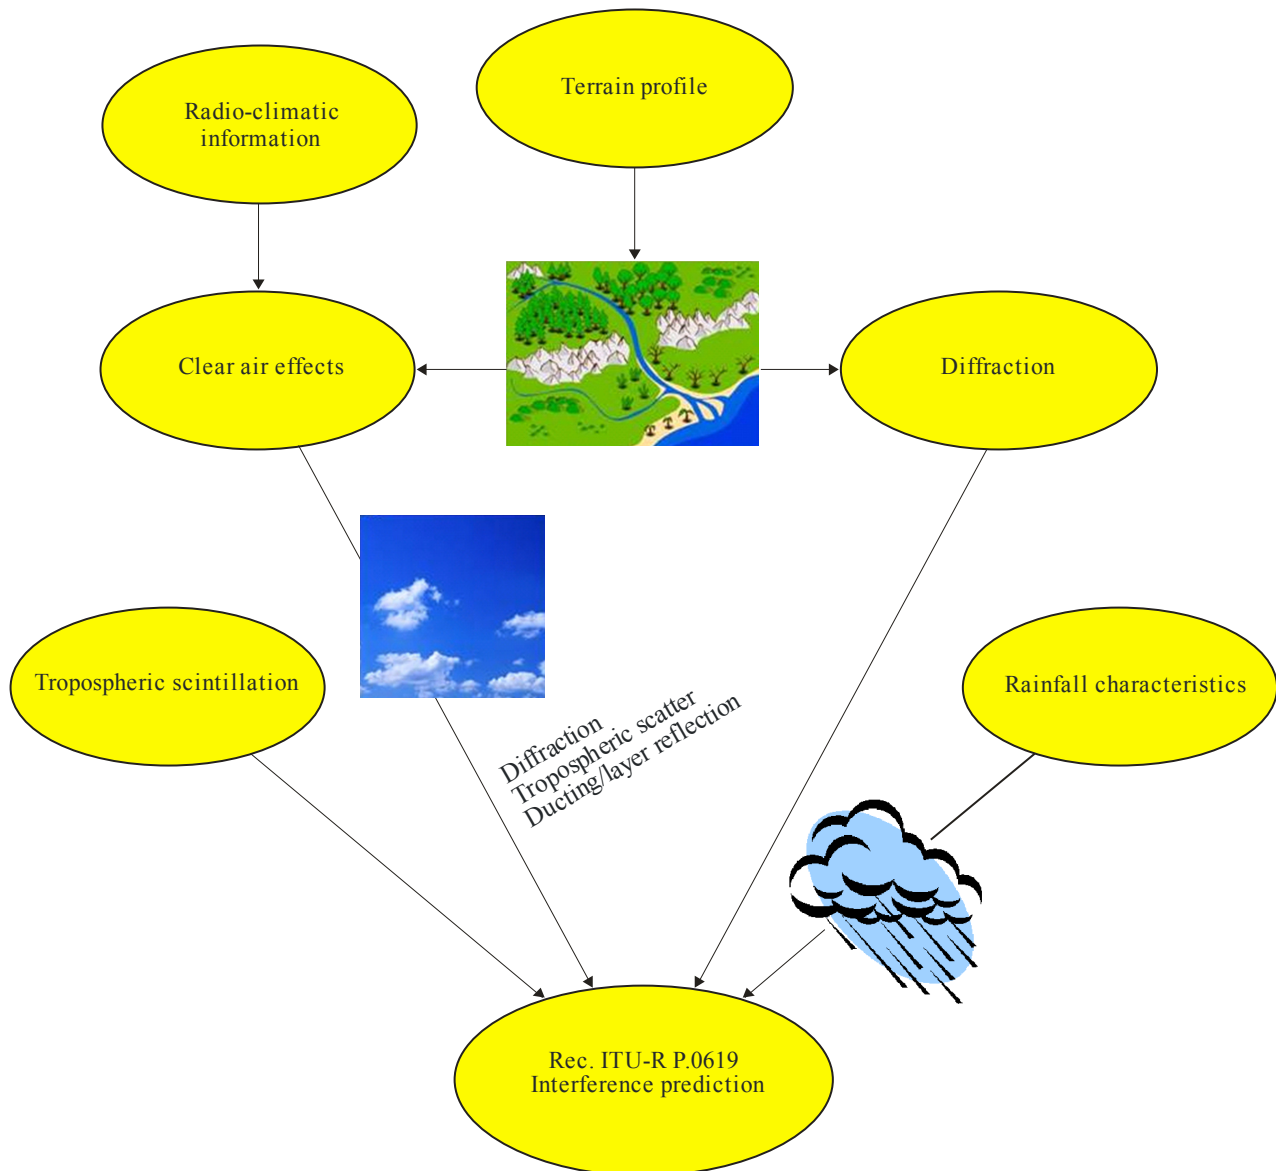 Terrain profile
Radio-climatic
information
Clear air effects
Diffraction
Tropospheric scintillation
Rainfall characteristics
Diffraction
Tropospheric scatter
Ducting/layer reflection
Rec. ITU-R P.0619
Interference prediction